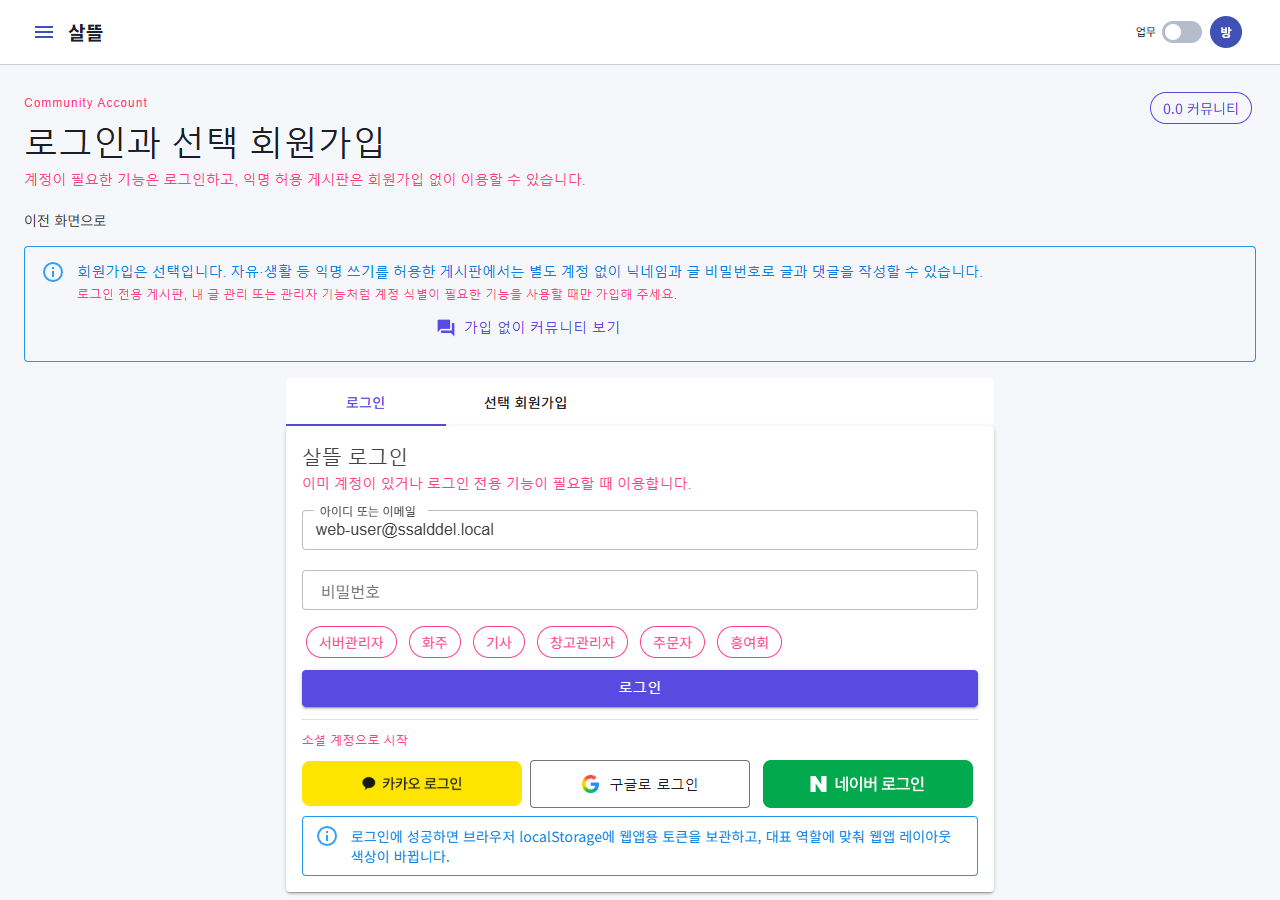 살뜰
업무
방
Community Account
0.0 커뮤니티
로그인과 선택 회원가입
계정이 필요한 기능은 로그인하고, 익명 허용 게시판은 회원가입 없이 이용할 수 있습니다.
이전 화면으로
회원가입은 선택입니다. 자유·생활 등 익명 쓰기를 허용한 게시판에서는 별도 계정 없이 닉네임과 글 비밀번호로 글과 댓글을 작성할 수 있습니다.
로그인 전용 게시판, 내 글 관리 또는 관리자 기능처럼 계정 식별이 필요한 기능을 사용할 때만 가입해 주세요.
가입 없이 커뮤니티 보기
로그인
선택 회원가입
살뜰 로그인
이미 계정이 있거나 로그인 전용 기능이 필요할 때 이용합니다.
아이디 또는 이메일
web-user@ssalddel.local
비밀번호
서버관리자
화주
기사
창고관리자
주문자
흥여회
로그인
소셜 계정으로 시작
카카오 로그인
구글로 로그인
네이버 로그인
로그인에 성공하면 브라우저 localStorage에 웹앱용 토큰을 보관하고, 대표 역할에 맞춰 웹앱 레이아웃
색상이 바뀝니다.